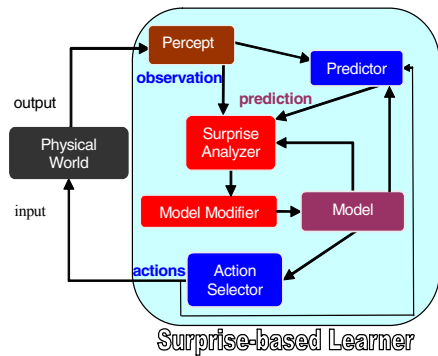 Percept
Predictor
observation
prediction
output
Physical
World
Surprise
Analyzer
input
Model Modifier
Model
actions
Action
Selector
Surprise-based Learner